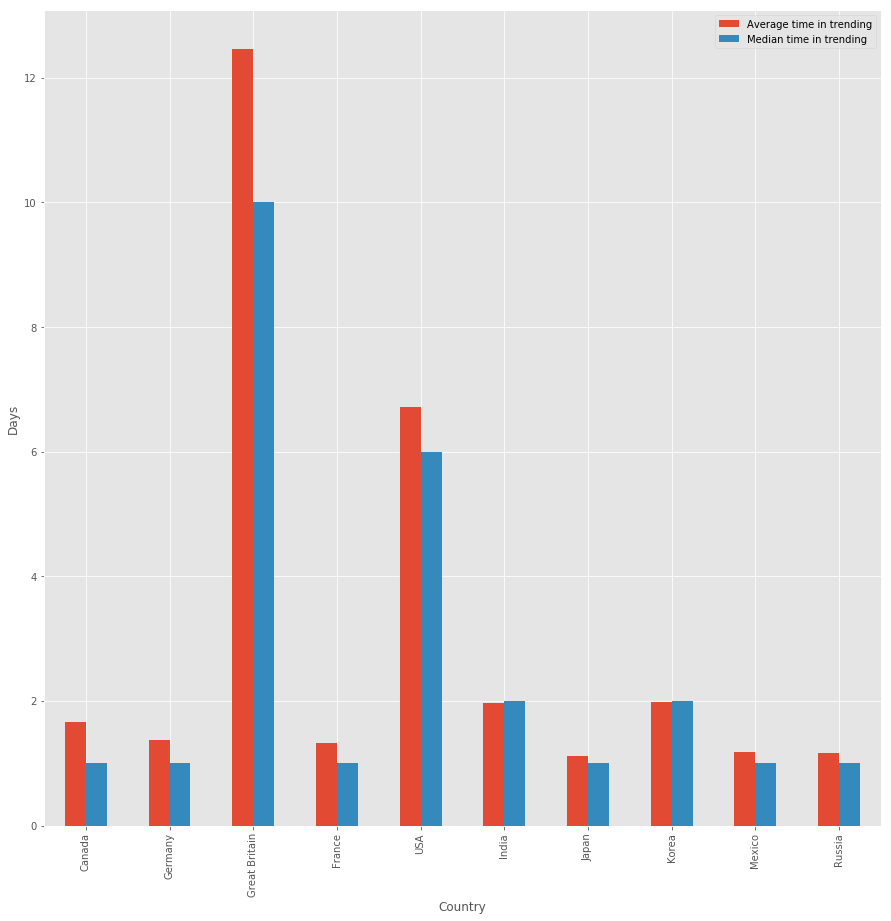 Average time in trending
Median time in trending
12
10
8
6
4
2
0
Days
Canada
Germany
Great Britain
France
USA
India
Japan
Korea
Mexico
Russia
Country